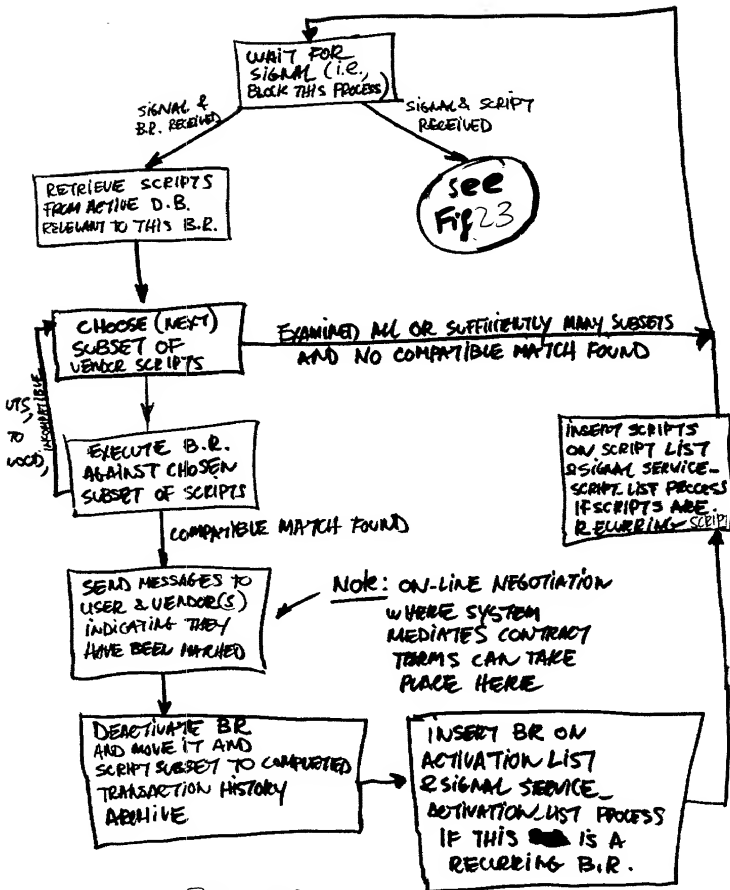 WAIT FOR
SIGNAL (i.e.,
BLOCK THIS PROCESS)
SIGNAL &
B.R. RECEIVED
SIGNAL & SCRIPT
RECEIVED
RETRIEVE SCRIPTS
FROM ACTIVE D.B.
RELEVANT TO THIS B.R.
see
Fig 23
CHOOSE (NEXT)
SUBSET OF
VENDOR SCRIPTS
EXAMINED ALL OR SUFFICIENTLY MANY SUBSETS
AND NO COMPATIBLE MATCH FOUND
TO
INCOMPATIBLE
EXECUTE B.R.
AGAINST CHOSEN
SUBSET OF SCRIPTS
COMPATIBLE MATCH FOUND
INSERT SCRIPTS
ON SCRIPT LIST
& SIGNAL SERVICE_
SCRIPT_LIST PROCESS
IF SCRIPTS ARE
RECURRING SCRIPT
SEND MESSAGES TO
USER & VENDOR(S)
INDICATING THEY
HAVE BEEN MATCHED
Note: ON-LINE NEGOTIATION
WHERE SYSTEM
MEDIATES CONTRACT
TERMS CAN TAKE
PLACE HERE
DEACTIVATE BR
AND MOVE IT AND
SCRIPT SUBSET TO COMPLETED
TRANSACTION HISTORY
ARCHIVE
INSERT BR ON
ACTIVATION LIST
& SIGNAL SERVICE_
ACTIVATION_LIST PROCESS
IF THIS IS A
RECURRING B.R.